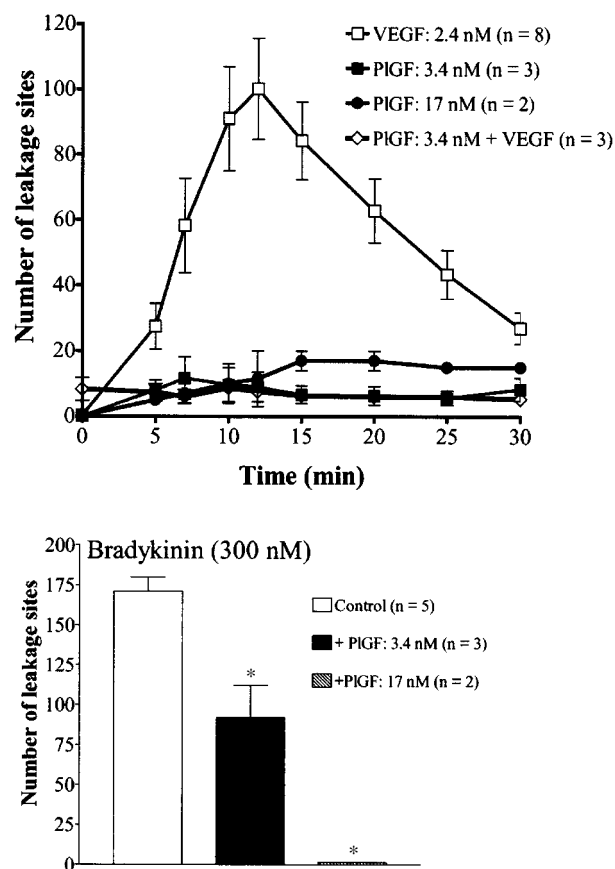 120
100
80
60
40
20
0
Number of leakage sites
VEGF: 2.4 nM (n = 8)
PlGF: 3.4 nM (n = 3)
PlGF: 17 nM (n = 2)
PlGF: 3.4 nM + VEGF (n = 3)
0 5 10 15 20 25 30
Time (min)
Bradykinin (300 nM)
200
175
150
125
100
75
50
25
0
Number of leakage sites
Control (n = 5)
+ PlGF: 3.4 nM (n = 3)
+PlGF: 17 nM (n = 2)
*
*